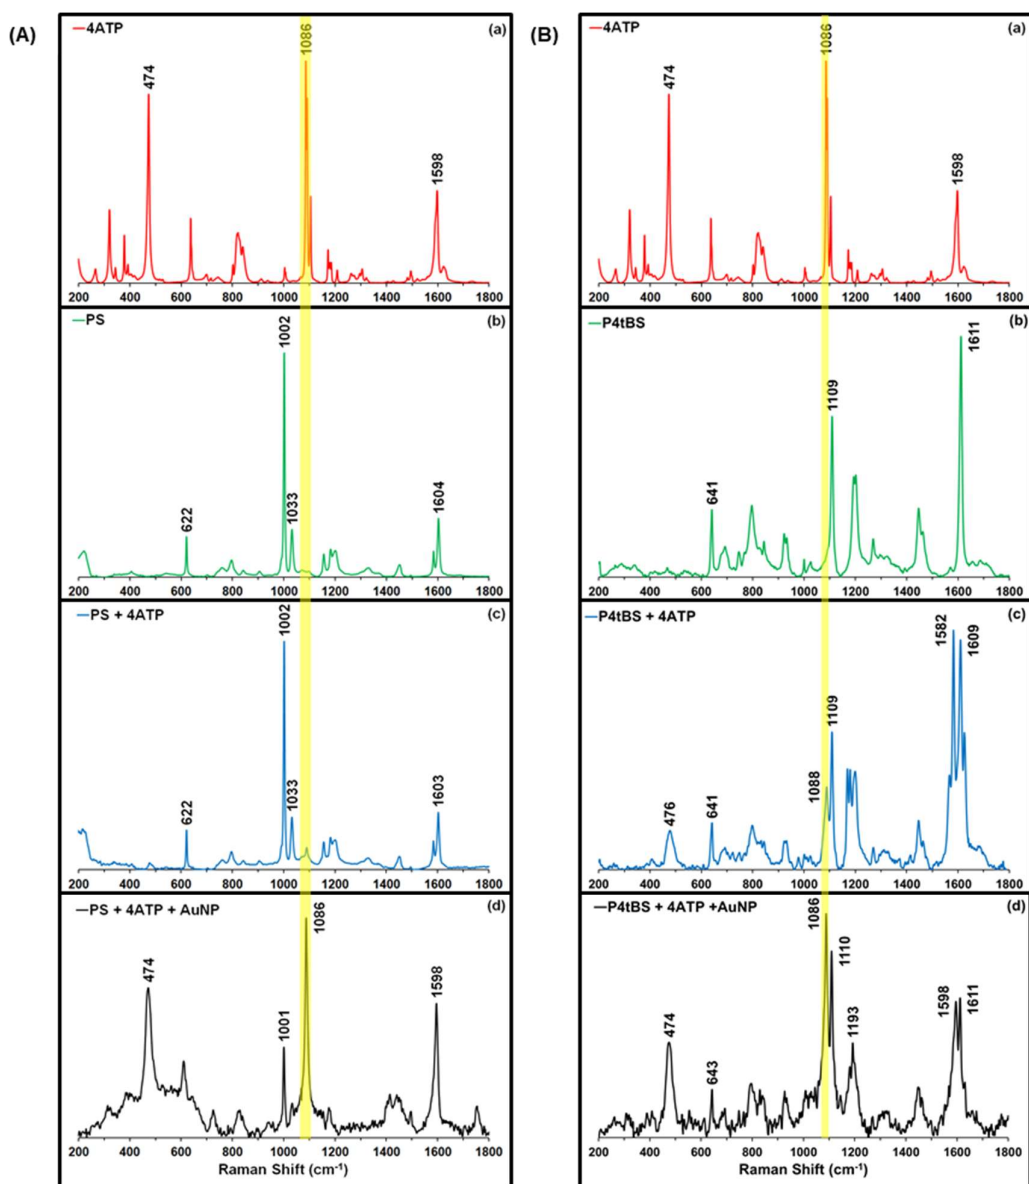 (A)
4ATP
(a)
474
1086
1598
200 400 600 800 1000 1200 1400 1600 1800
PS
(b)
622
1002
1033
1604
200 400 600 800 1000 1200 1400 1600 1800
PS + 4ATP
(c)
622
1002
1033
1603
200 400 600 800 1000 1200 1400 1600 1800
PS + 4ATP + AuNP
(d)
474
1001
1086
1598
200 400 600 800 1000 1200 1400 1600 1800
Raman Shift (cm-1)
(B)
4ATP
(a)
474
1086
1598
200 400 600 800 1000 1200 1400 1600 1800
P4tBS
(b)
641
1109
1611
200 400 600 800 1000 1200 1400 1600 1800
P4tBS + 4ATP
(c)
476
641
1088
1109
1582
1609
200 400 600 800 1000 1200 1400 1600 1800
P4tBS + 4ATP +AuNP
(d)
474
643
1086
1110
1193
1598
1611
200 400 600 800 1000 1200 1400 1600 1800
Raman Shift (cm-1)